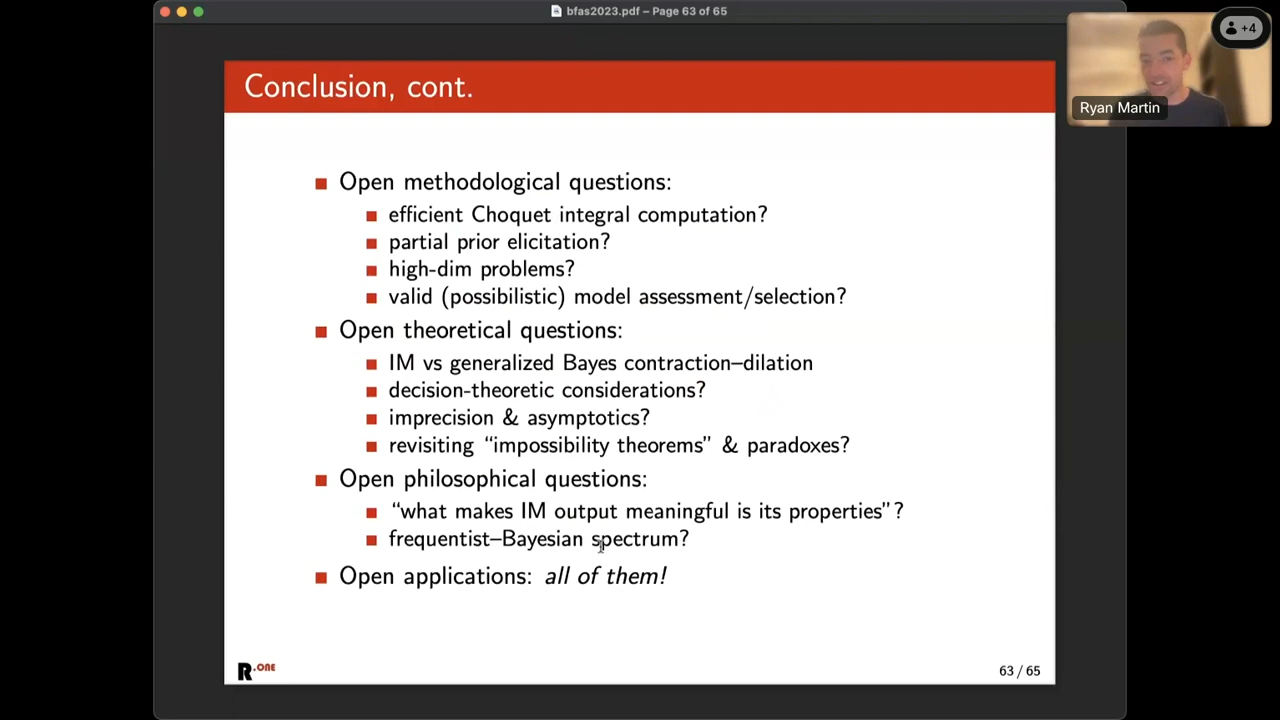 bfas2023.pdf – Page 63 of 65
+4
Ryan Martin
Conclusion, cont.
Open methodological questions:
efficient Choquet integral computation?
partial prior elicitation?
high-dim problems?
valid (possibilistic) model assessment/selection?
Open theoretical questions:
IM vs generalized Bayes contraction–dilation
decision-theoretic considerations?
imprecision & asymptotics?
revisiting “impossibility theorems” & paradoxes?
Open philosophical questions:
“what makes IM output meaningful is its properties”?
frequentist–Bayesian spectrum?
Open applications: all of them!
R.ONE
63 / 65